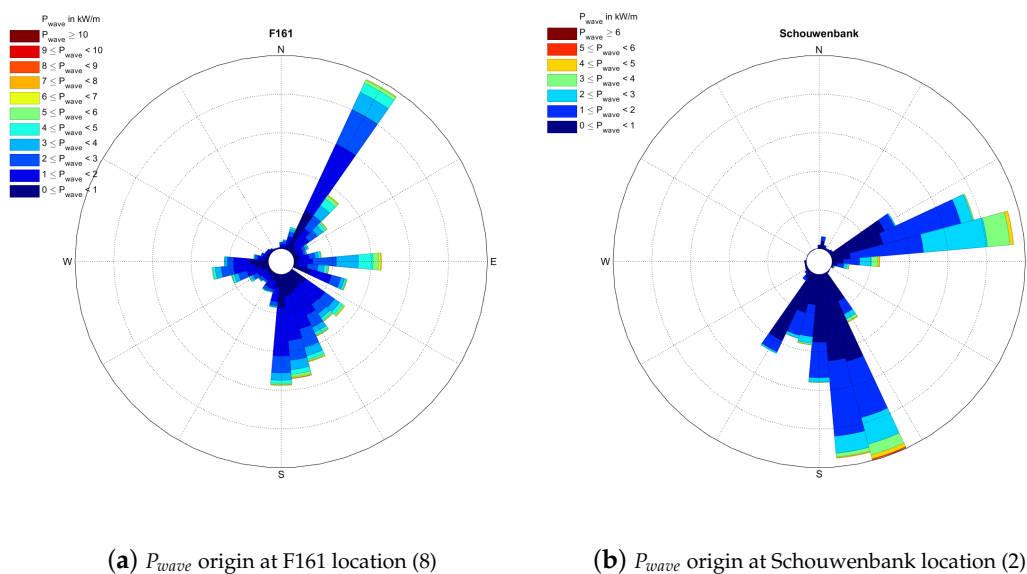 P_wave in kW/m
P_wave ≥ 10
9 ≤ P_wave < 10
8 ≤ P_wave < 9
7 ≤ P_wave < 8
6 ≤ P_wave < 7
5 ≤ P_wave < 6
4 ≤ P_wave < 5
3 ≤ P_wave < 4
2 ≤ P_wave < 3
1 ≤ P_wave < 2
0 ≤ P_wave < 1
F161
N
W
E
S
(a) P_wave origin at F161 location (8)
P_wave in kW/m
P_wave ≥ 6
5 ≤ P_wave < 6
4 ≤ P_wave < 5
3 ≤ P_wave < 4
2 ≤ P_wave < 3
1 ≤ P_wave < 2
0 ≤ P_wave < 1
Schouwenbank
N
W
E
S
(b) P_wave origin at Schouwenbank location (2)